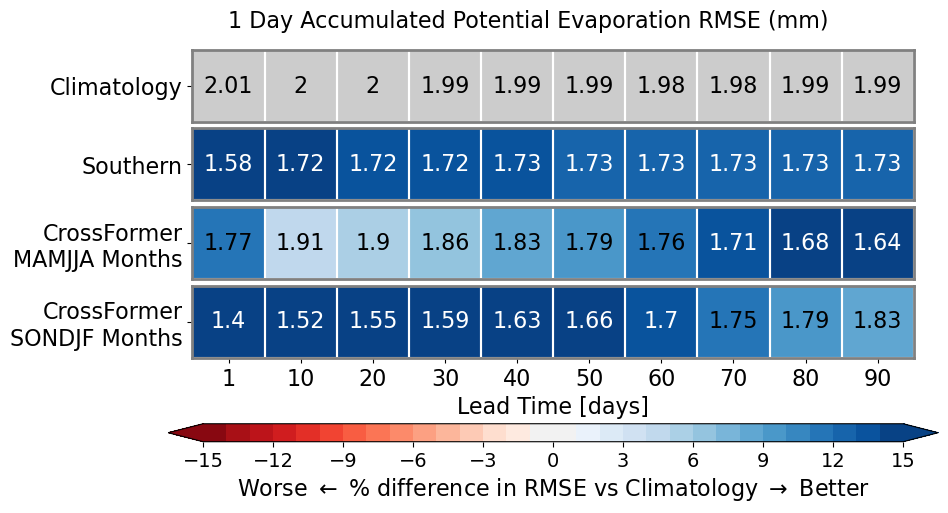 1 Day Accumulated Potential Evaporation RMSE (mm)
Climatology 2.01 2 2 1.99 1.99 1.99 1.98 1.98 1.99 1.99
Southern 1.58 1.72 1.72 1.72 1.73 1.73 1.73 1.73 1.73 1.73
CrossFormer
MAMJJA Months 1.77 1.91 1.9 1.86 1.83 1.79 1.76 1.71 1.68 1.64
CrossFormer
SONDJF Months 1.4 1.52 1.55 1.59 1.63 1.66 1.7 1.75 1.79 1.83
1 10 20 30 40 50 60 70 80 90
Lead Time [days]
−15 −12 −9 −6 −3 0 3 6 9 12 15
Worse ← % difference in RMSE vs Climatology → Better